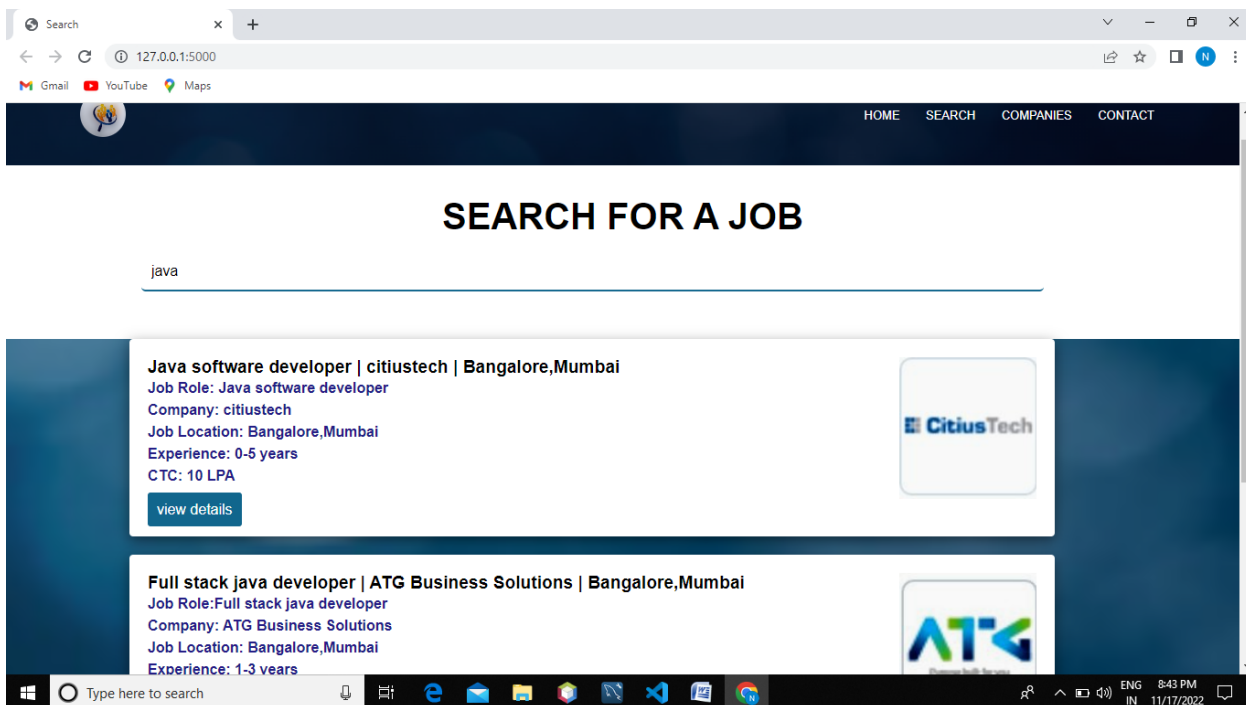 Search
127.0.0.1:5000
N
Gmail YouTube Maps
HOME SEARCH COMPANIES CONTACT
SEARCH FOR A JOB
java
Java software developer | citiustech | Bangalore,Mumbai
Job Role: Java software developer
Company: citiustech
Job Location: Bangalore,Mumbai
Experience: 0-5 years
CTC: 10 LPA
view details
CitiusTech
Full stack java developer | ATG Business Solutions | Bangalore,Mumbai
Job Role:Full stack java developer
Company: ATG Business Solutions
Job Location: Bangalore,Mumbai
Experience: 1-3 years
ATG
Type here to search
ENG
IN
8:43 PM
11/17/2022